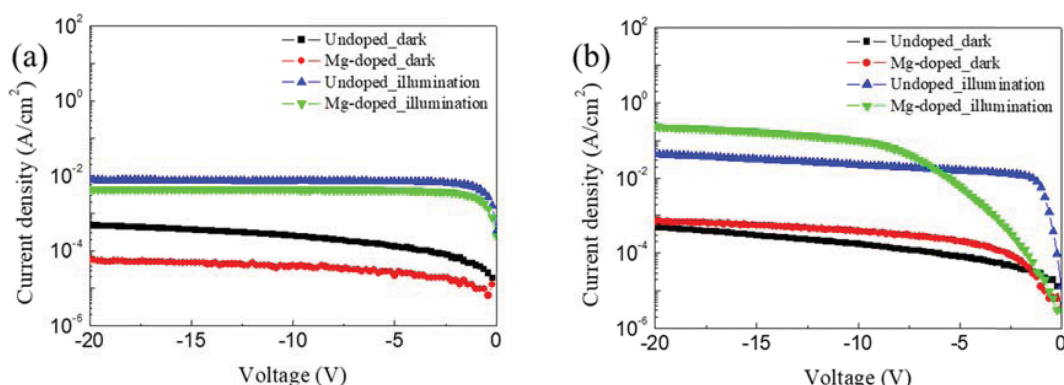 (a)
10^2
10^0
10^-2
10^-4
10^-6
Current density (A/cm^2)
Undoped_dark
Mg-doped_dark
Undoped_illumination
Mg-doped_illumination
-20 -15 -10 -5 0
Voltage (V)
(b)
10^2
10^0
10^-2
10^-4
10^-6
Current density (A/cm^2)
Undoped_dark
Mg-doped_dark
Undoped_illumination
Mg-doped_illumination
-20 -15 -10 -5 0
Voltage (V)